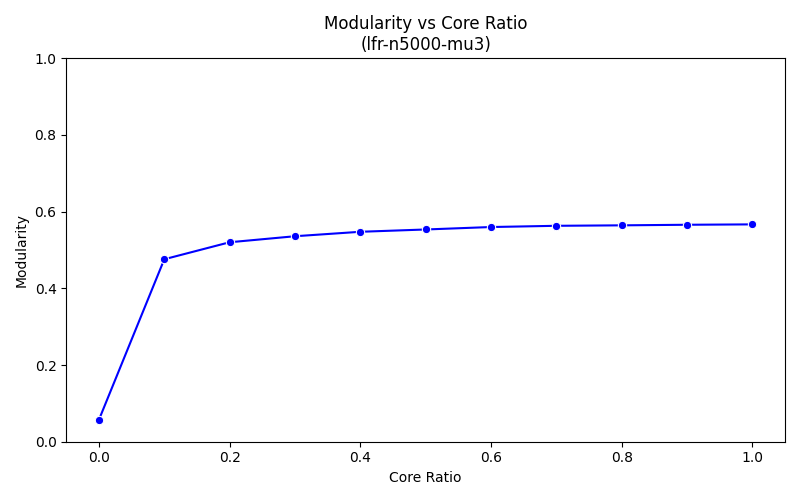 Modularity vs Core Ratio
(lfr-n5000-mu3)
1.0
0.8
0.6
0.4
0.2
0.0
Modularity
0.0 0.2 0.4 0.6 0.8 1.0
Core Ratio